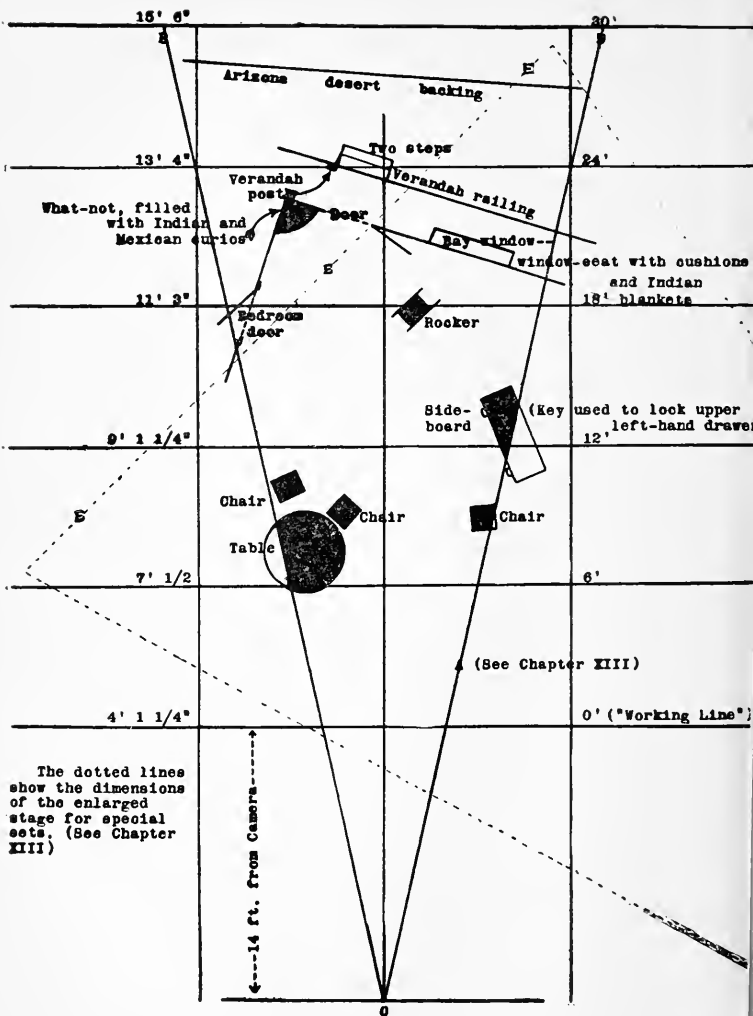 15' 6"
30'
B
B
E
Arizona desert backing
Two steps
13' 4"
24'
Verandah
post
Verandah railing
What-not, filled
with Indian and
Mexican curios
Door
Bay window--
window-seat with cushions
and Indian
blankets
E
11' 3"
18'
Bedroom
door
Rocker
Side-
board
(Key used to lock upper
left-hand drawer
9' 1 1/4"
12'
Chair
Chair
Chair
E
Table
7' 1/2
6'
(See Chapter XIII)
4' 1 1/4"
0' ("Working Line")
The dotted lines
show the dimensions
of the enlarged
stage for special
sets. (See Chapter
XIII)
<---14 ft. from Camera------->